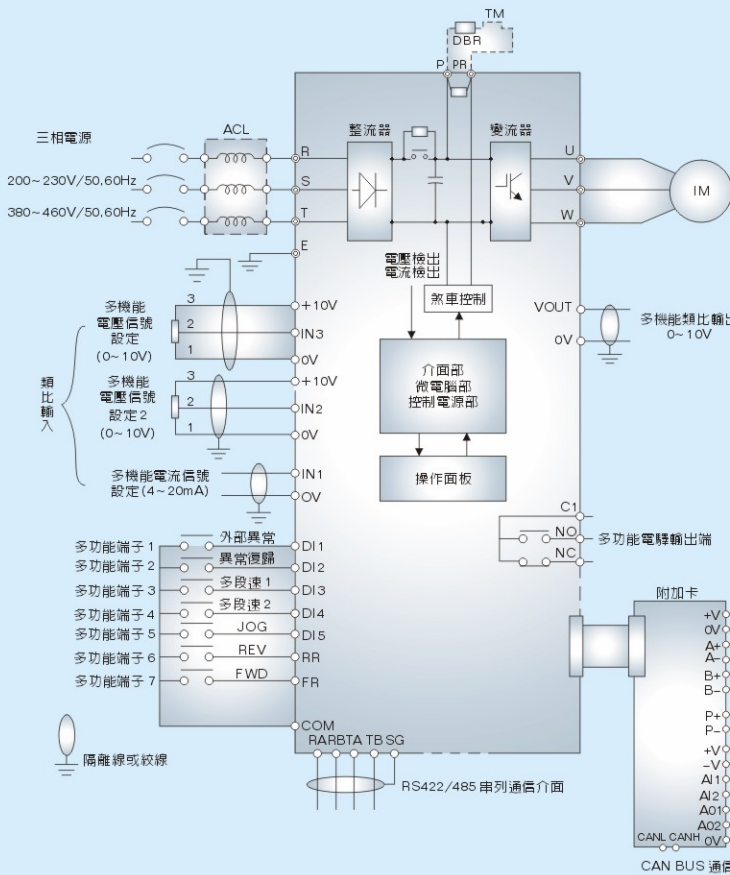 TM
DBR
P PR
ACL
三相電源
200~230V/50,60Hz
380~460V/50,60Hz
R
S
T
E
整流器
變流器
U
V
W
IM
電壓檢出
電流檢出
煞車控制
介面部
微電腦部
控制電源部
操作面板
類比輸入
多機能
電壓信號
設定
(0~10V)
3
2
1
+10V
IN3
0V
多機能
電壓信號
設定2
(0~10V)
3
2
1
+10V
IN2
0V
多機能電流信號
設定(4~20mA)
IN1
0V
VOUT
0V
多機能類比輸出
0~10V
C1
NO
NC
多功能電驛輸出端
多功能端子1 外部異常 DI1
多功能端子2 異常復歸 DI2
多功能端子3 多段速1 DI3
多功能端子4 多段速2 DI4
多功能端子5 JOG DI5
多功能端子6 REV RR
多功能端子7 FWD FR
COM
RA RB TA TB SG
RS422/485 串列通信介面
隔離線或絞線
附加卡
+V
0V
A+
A-
B+
B-
P+
P-
+V
-V
AI1
AI2
A01
A02
0V
CANL CANH
CAN BUS 通信